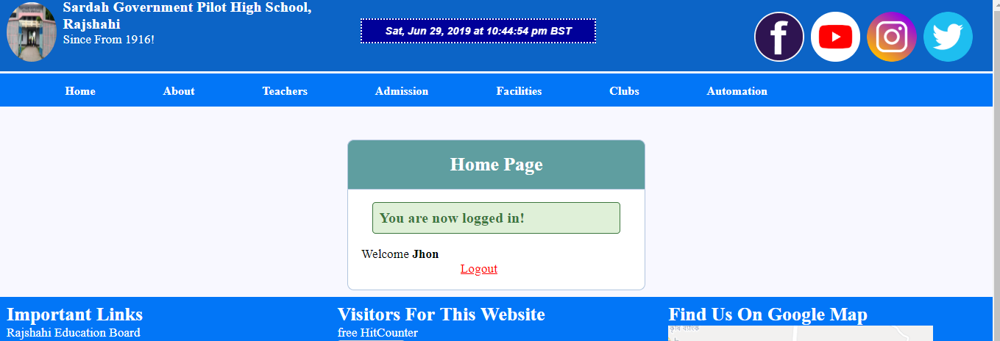 Sardah Government Pilot High School,
Rajshahi
Since From 1916!
Sat, Jun 29, 2019 at 10:44:54 pm BST
Home About Teachers Admission Facilities Clubs Automation
Home Page
You are now logged in!
Welcome Jhon
Logout
Important Links
Rajshahi Education Board
Visitors For This Website
free HitCounter
Find Us On Google Map